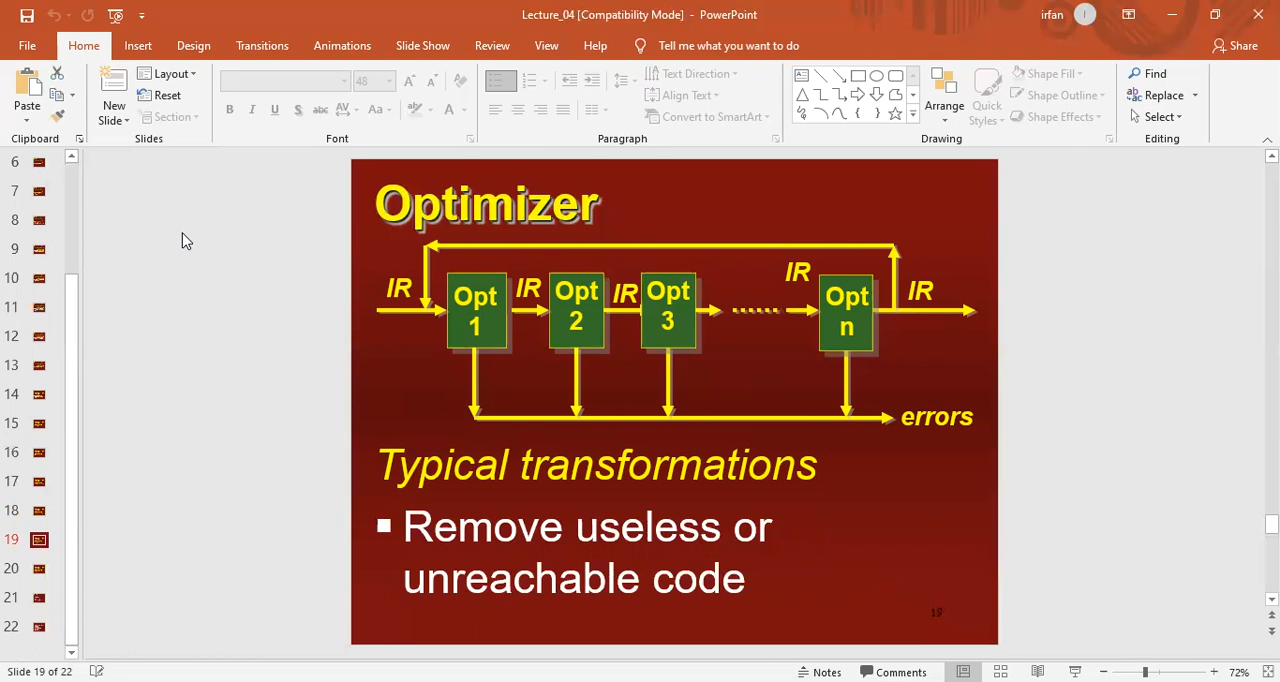 Lecture_04 [Compatibility Mode] - PowerPoint
irfan
I
File Home Insert Design Transitions Animations Slide Show Review View Help Tell me what you want to do Share
Paste
Clipboard
New Slide
Layout
Reset
Section
Slides
48
B I U S abc AV Aa A
Font
Paragraph
Text Direction
Align Text
Convert to SmartArt
Arrange
Quick Styles
Shape Fill
Shape Outline
Shape Effects
Drawing
Find
Replace
Select
Editing
6
7
8
9
10
11
12
13
14
15
16
17
18
19
20
21
22
Optimizer
IR Opt 1 IR Opt 2 IR Opt 3 ....... IR Opt n IR
errors
Typical transformations
▪ Remove useless or
unreachable code
19
Slide 19 of 22
Notes
Comments
72%